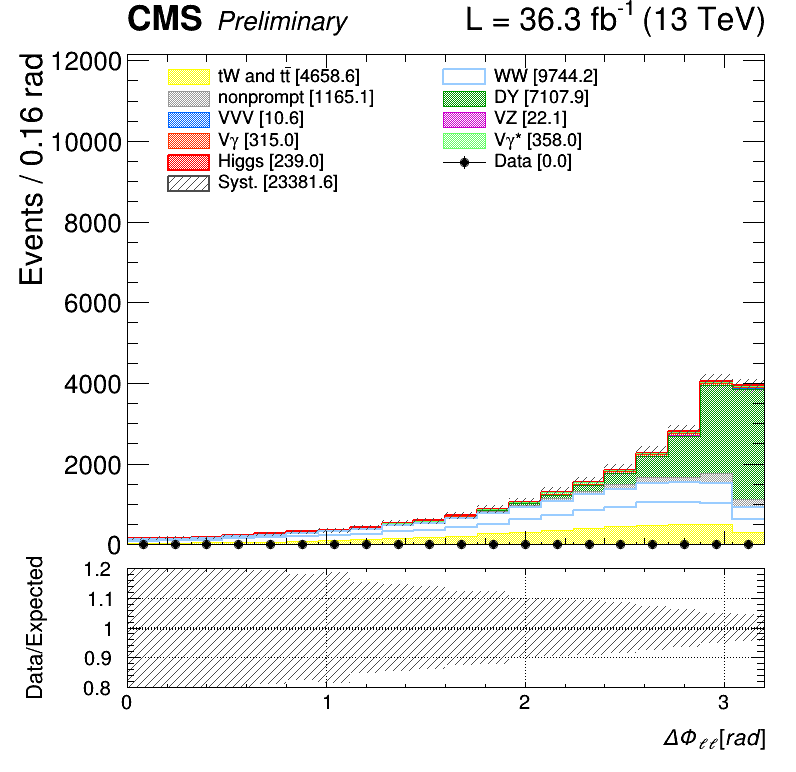 CMS Preliminary L = 36.3 fb⁻¹ (13 TeV)
Events / 0.16 rad
12000
10000
8000
6000
4000
2000
0
tW and tt̄ [4658.6]
nonprompt [1165.1]
VVV [10.6]
Vγ [315.0]
Higgs [239.0]
Syst. [23381.6]
WW [9744.2]
DY [7107.9]
VZ [22.1]
Vγ* [358.0]
Data [0.0]
Data/Expected
1.2
1.1
1
0.9
0.8
0 1 2 3
ΔΦℓℓ[rad]